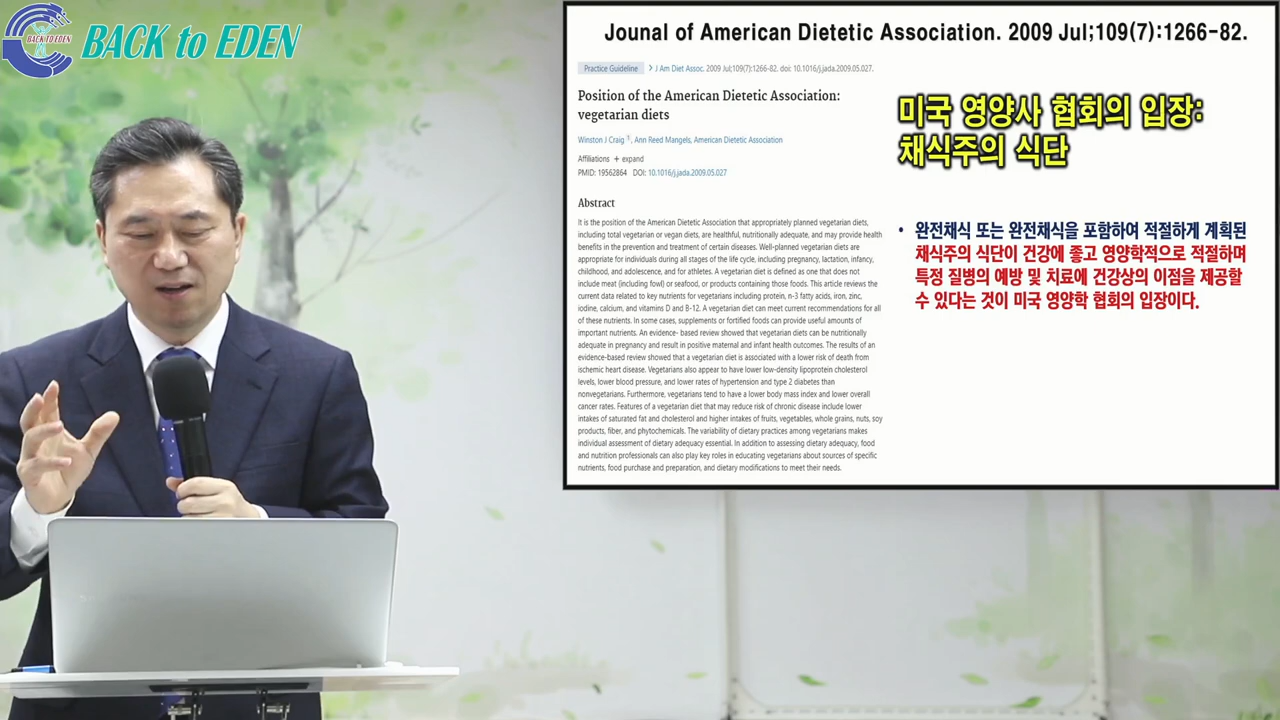 BACK TO EDEN
BACK to EDEN
Jounal of American Dietetic Association. 2009 Jul;109(7):1266-82.
Practice Guideline > J Am Diet Assoc. 2009 Jul;109(7):1266-82. doi: 10.1016/j.jada.2009.05.027.
Position of the American Dietetic Association:
vegetarian diets
Winston J Craig 1, Ann Reed Mangels, American Dietetic Association
Affiliations + expand
PMID: 19562864 DOI: 10.1016/j.jada.2009.05.027
Abstract
It is the position of the American Dietetic Association that appropriately planned vegetarian diets,
including total vegetarian or vegan diets, are healthful, nutritionally adequate, and may provide health
benefits in the prevention and treatment of certain diseases. Well-planned vegetarian diets are
appropriate for individuals during all stages of the life cycle, including pregnancy, lactation, infancy,
childhood, and adolescence, and for athletes. A vegetarian diet is defined as one that does not
include meat (including fowl) or seafood, or products containing those foods. This article reviews the
current data related to key nutrients for vegetarians including protein, n-3 fatty acids, iron, zinc,
iodine, calcium, and vitamins D and B-12. A vegetarian diet can meet current recommendations for all
of these nutrients. In some cases, supplements or fortified foods can provide useful amounts of
important nutrients. An evidence- based review showed that vegetarian diets can be nutritionally
adequate in pregnancy and result in positive maternal and infant health outcomes. The results of an
evidence-based review showed that a vegetarian diet is associated with a lower risk of death from
ischemic heart disease. Vegetarians also appear to have lower low-density lipoprotein cholesterol
levels, lower blood pressure, and lower rates of hypertension and type 2 diabetes than
nonvegetarians. Furthermore, vegetarians tend to have a lower body mass index and lower overall
cancer rates. Features of a vegetarian diet that may reduce risk of chronic disease include lower
intakes of saturated fat and cholesterol and higher intakes of fruits, vegetables, whole grains, nuts, soy
products, fiber, and phytochemicals. The variability of dietary practices among vegetarians makes
individual assessment of dietary adequacy essential. In addition to assessing dietary adequacy, food
and nutrition professionals can also play key roles in educating vegetarians about sources of specific
nutrients, food purchase and preparation, and dietary modifications to meet their needs.
미국 영양사 협회의 입장:
채식주의 식단
• 완전채식 또는 완전채식을 포함하여 적절하게 계획된
채식주의 식단이 건강에 좋고 영양학적으로 적절하며
특정 질병의 예방 및 치료에 건강상의 이점을 제공할
수 있다는 것이 미국 영양학 협회의 입장이다.